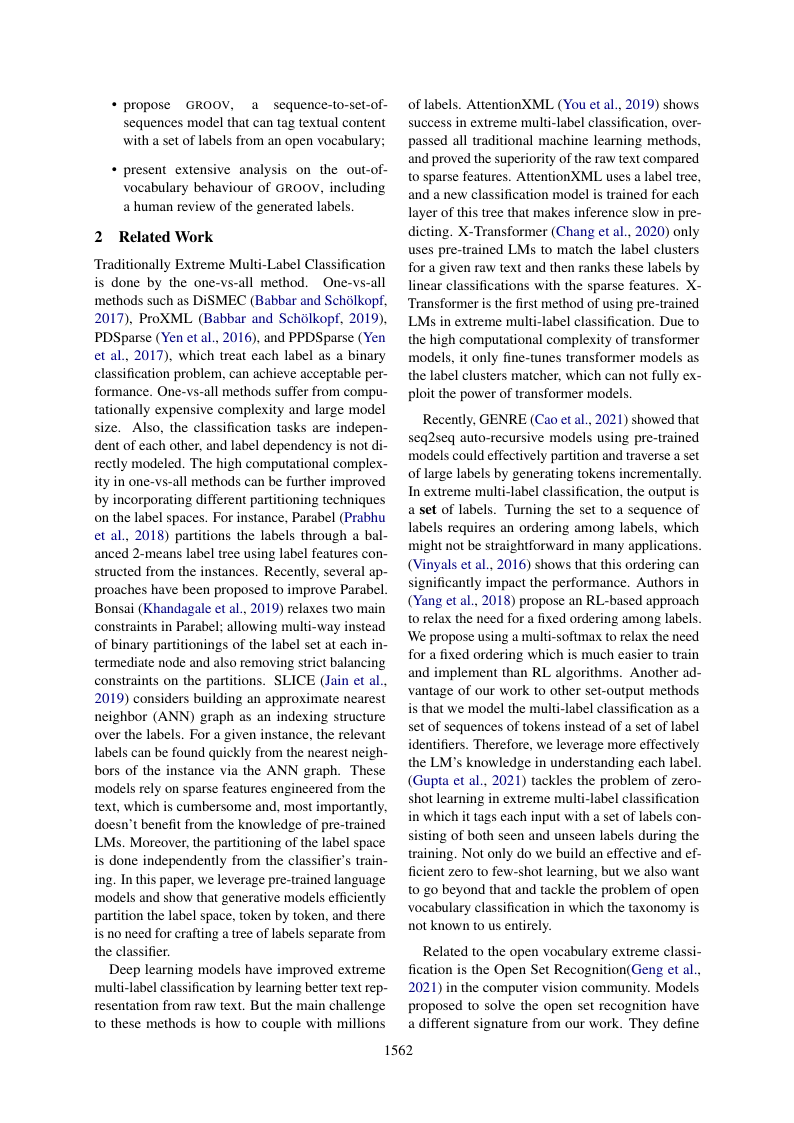 • propose GROOV, a sequence-to-set-of-
sequences model that can tag textual content
with a set of labels from an open vocabulary;
• present extensive analysis on the out-of-
vocabulary behaviour of GROOV, including
a human review of the generated labels.
2 Related Work
Traditionally Extreme Multi-Label Classification
is done by the one-vs-all method. One-vs-all
methods such as DiSMEC (Babbar and Schölkopf,
2017), ProXML (Babbar and Schölkopf, 2019),
PDSparse (Yen et al., 2016), and PPDSparse (Yen
et al., 2017), which treat each label as a binary
classification problem, can achieve acceptable per-
formance. One-vs-all methods suffer from compu-
tationally expensive complexity and large model
size. Also, the classification tasks are indepen-
dent of each other, and label dependency is not di-
rectly modeled. The high computational complex-
ity in one-vs-all methods can be further improved
by incorporating different partitioning techniques
on the label spaces. For instance, Parabel (Prabhu
et al., 2018) partitions the labels through a bal-
anced 2-means label tree using label features con-
structed from the instances. Recently, several ap-
proaches have been proposed to improve Parabel.
Bonsai (Khandagale et al., 2019) relaxes two main
constraints in Parabel; allowing multi-way instead
of binary partitionings of the label set at each in-
termediate node and also removing strict balancing
constraints on the partitions. SLICE (Jain et al.,
2019) considers building an approximate nearest
neighbor (ANN) graph as an indexing structure
over the labels. For a given instance, the relevant
labels can be found quickly from the nearest neigh-
bors of the instance via the ANN graph. These
models rely on sparse features engineered from the
text, which is cumbersome and, most importantly,
doesn't benefit from the knowledge of pre-trained
LMs. Moreover, the partitioning of the label space
is done independently from the classifier's train-
ing. In this paper, we leverage pre-trained language
models and show that generative models efficiently
partition the label space, token by token, and there
is no need for crafting a tree of labels separate from
the classifier.
Deep learning models have improved extreme
multi-label classification by learning better text rep-
resentation from raw text. But the main challenge
to these methods is how to couple with millions
of labels. AttentionXML (You et al., 2019) shows
success in extreme multi-label classification, over-
passed all traditional machine learning methods,
and proved the superiority of the raw text compared
to sparse features. AttentionXML uses a label tree,
and a new classification model is trained for each
layer of this tree that makes inference slow in pre-
dicting. X-Transformer (Chang et al., 2020) only
uses pre-trained LMs to match the label clusters
for a given raw text and then ranks these labels by
linear classifications with the sparse features. X-
Transformer is the first method of using pre-trained
LMs in extreme multi-label classification. Due to
the high computational complexity of transformer
models, it only fine-tunes transformer models as
the label clusters matcher, which can not fully ex-
ploit the power of transformer models.
Recently, GENRE (Cao et al., 2021) showed that
seq2seq auto-recursive models using pre-trained
models could effectively partition and traverse a set
of large labels by generating tokens incrementally.
In extreme multi-label classification, the output is
a set of labels. Turning the set to a sequence of
labels requires an ordering among labels, which
might not be straightforward in many applications.
(Vinyals et al., 2016) shows that this ordering can
significantly impact the performance. Authors in
(Yang et al., 2018) propose an RL-based approach
to relax the need for a fixed ordering among labels.
We propose using a multi-softmax to relax the need
for a fixed ordering which is much easier to train
and implement than RL algorithms. Another ad-
vantage of our work to other set-output methods
is that we model the multi-label classification as a
set of sequences of tokens instead of a set of label
identifiers. Therefore, we leverage more effectively
the LM's knowledge in understanding each label.
(Gupta et al., 2021) tackles the problem of zero-
shot learning in extreme multi-label classification
in which it tags each input with a set of labels con-
sisting of both seen and unseen labels during the
training. Not only do we build an effective and ef-
ficient zero to few-shot learning, but we also want
to go beyond that and tackle the problem of open
vocabulary classification in which the taxonomy is
not known to us entirely.
Related to the open vocabulary extreme classi-
fication is the Open Set Recognition(Geng et al.,
2021) in the computer vision community. Models
proposed to solve the open set recognition have
a different signature from our work. They define
1562